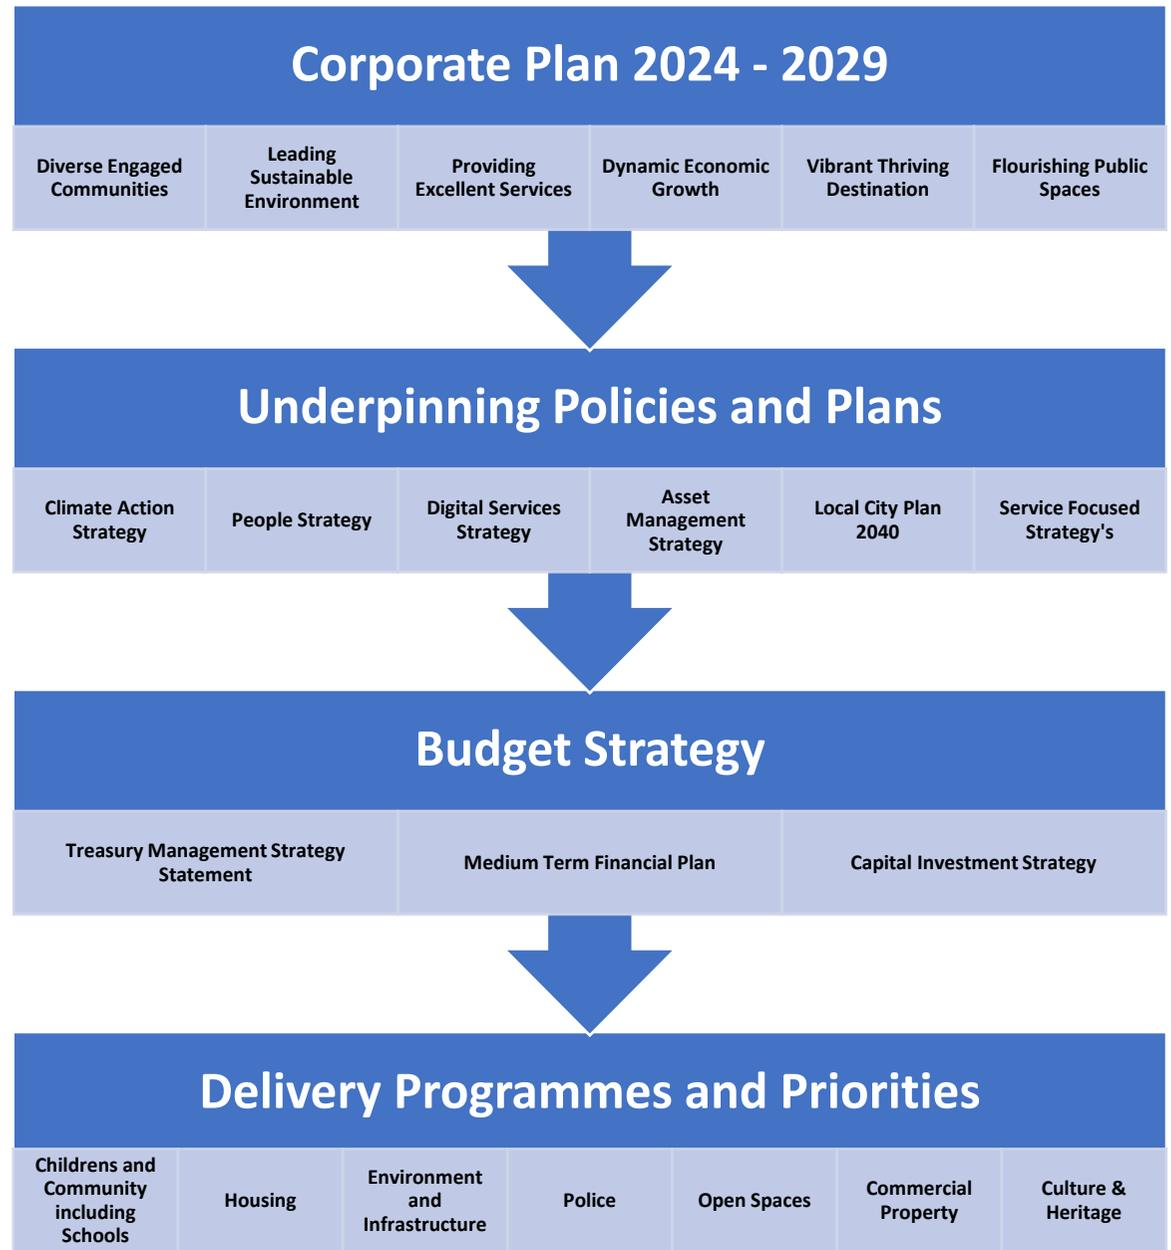 Corporate Plan 2024 - 2029
Diverse Engaged
Communities
Leading
Sustainable
Environment
Providing
Excellent Services
Dynamic Economic
Growth
Vibrant Thriving
Destination
Flourishing Public
Spaces
Underpinning Policies and Plans
Climate Action
Strategy
People Strategy
Digital Services
Strategy
Asset
Management
Strategy
Local City Plan
2040
Service Focused
Strategy's
Budget Strategy
Treasury Management Strategy
Statement
Medium Term Financial Plan
Capital Investment Strategy
Delivery Programmes and Priorities
Childrens and
Community
including
Schools
Housing
Environment
and
Infrastructure
Police
Open Spaces
Commercial
Property
Culture &
Heritage